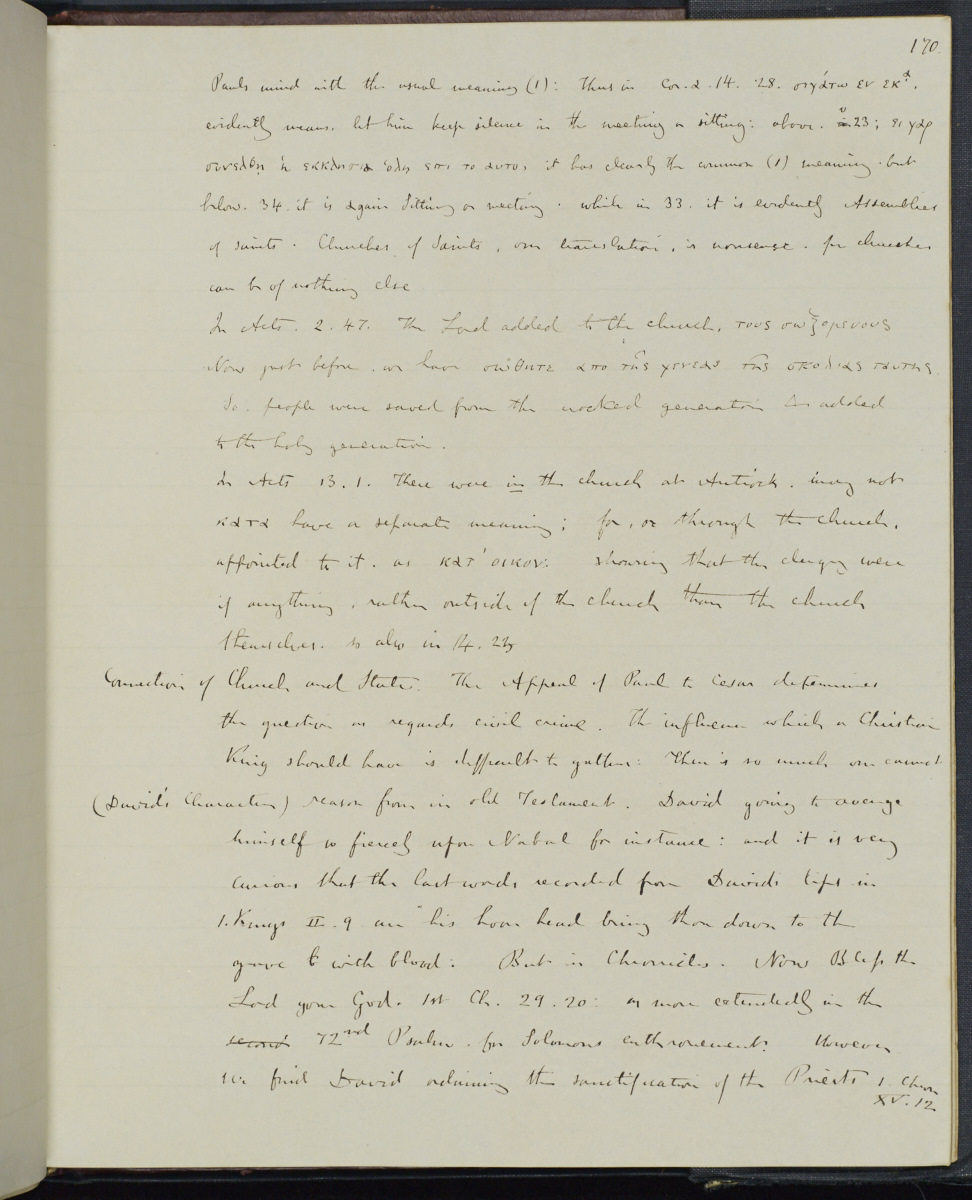 170.
Pauls mind with the usual meaning (1): Thus in Cor. 2. 14. 28. σιγάτω εν εκα.
evidently means. let him keep silence in the meeting or sitting: above. v 23; ει γαρ
συνελθη ἡ εκκλησια ὁλη επι το αυτο, it has clearly the common (1) meaning. but
below. 34. it is again Sitting or meeting. while in 33. it is evidently Assemblies
of saints. Churches of Saints, our translation, is nonsense. for churches
can be of nothing else
In Acts. 2. 47. The Lord added to the church, τους σωζομενους
Now just before. we have σώθητε απο της γενεας της σκολιας ταυτης.
So. people were saved from the crooked generation & added
to the holy generation.
In Acts 13. 1. There were in the church at Antioch. may not
κατα have a separate meaning; for, or through the church,
appointed to it. as κατ' οικον: showing that the clergy were
if anything, rather outside of the church than the church
themselves. so also in 14. 23
Connection of Church and State. The Appeal of Paul to Cesar determines
the question as regards civil crime. The influence which a Christian
King should have is difficult to gather: There is so much one cannot
(David's Character) reason from in old Testament. David going to avenge
himself so fiercely upon Nabal for instance: and it is very
curious that the last words recorded from Davids lips in
1. Kings II. 9 are "his hoar head bring thou down to the
grave with blood: But in Chronicles. Now Bless the
Lord your God. 1st Ch. 29. 20: or more extendedly in the
second 72nd Psalm. for Solomons enthronement. However
we find David ordaining the sanctification of the Priests 1. Chron
XV. 12